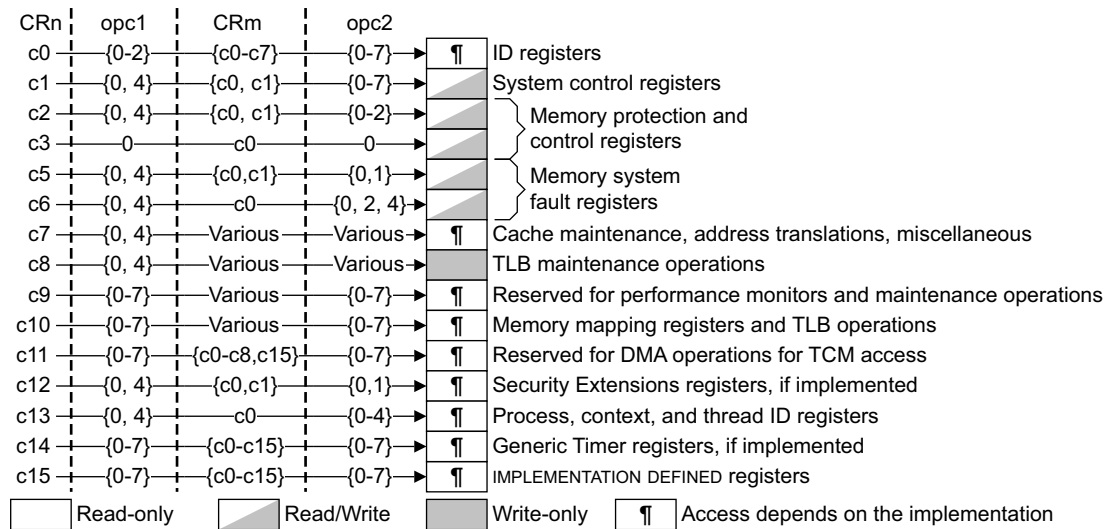 CRn opc1 CRm opc2
c0 {0-2} {c0-c7} {0-7} ¶ ID registers
c1 {0, 4} {c0, c1} {0-7} System control registers
c2 {0, 4} {c0, c1} {0-2} Memory protection and
c3 0 c0 0 control registers
c5 {0, 4} {c0,c1} {0,1} Memory system
c6 {0, 4} c0 {0, 2, 4} fault registers
c7 {0, 4} Various Various ¶ Cache maintenance, address translations, miscellaneous
c8 {0, 4} Various Various TLB maintenance operations
c9 {0-7} Various {0-7} ¶ Reserved for performance monitors and maintenance operations
c10 {0-7} Various {0-7} ¶ Memory mapping registers and TLB operations
c11 {0-7} {c0-c8,c15} {0-7} ¶ Reserved for DMA operations for TCM access
c12 {0, 4} {c0,c1} {0,1} ¶ Security Extensions registers, if implemented
c13 {0, 4} c0 {0-4} ¶ Process, context, and thread ID registers
c14 {0-7} {c0-c15} {0-7} ¶ Generic Timer registers, if implemented
c15 {0-7} {c0-c15} {0-7} ¶ IMPLEMENTATION DEFINED registers
Read-only Read/Write Write-only ¶ Access depends on the implementation